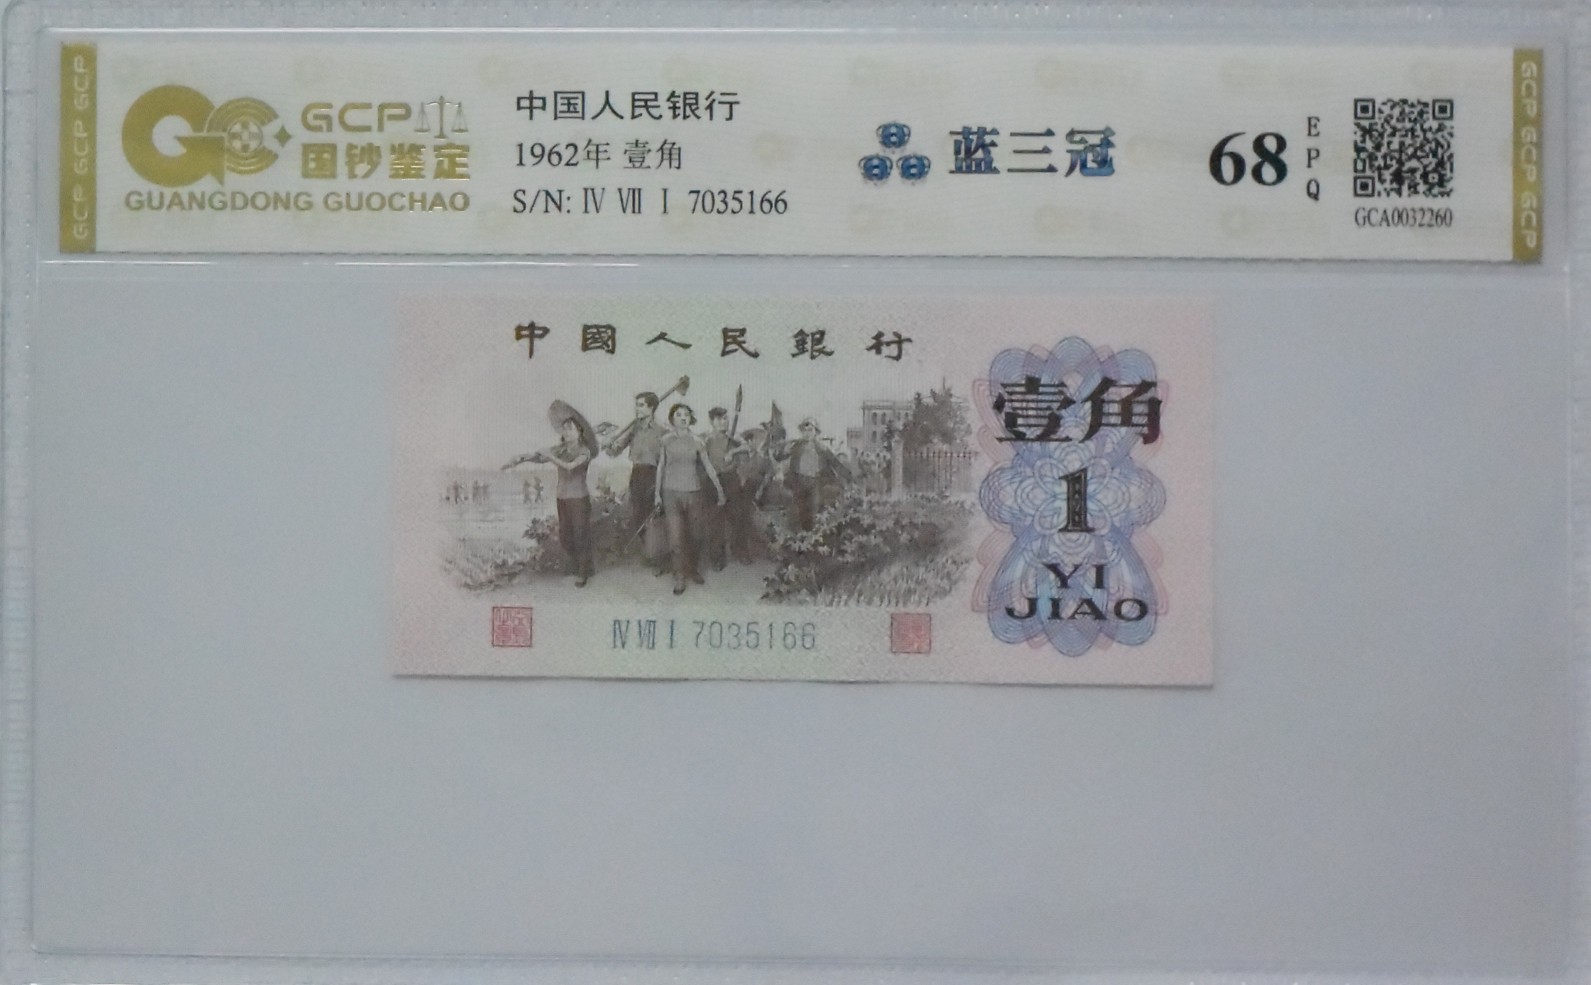 GCP GCP GCP
GCP
国钞鉴定
GUANGDONG GUOCHAO
中国人民银行
1962年 壹角
S/N: Ⅳ Ⅶ Ⅰ 7035166
蓝三冠
68
EPQ
GCA0032260
GCP GCP GCP
中國人民銀行
壹角
1
YI
JIAO
Ⅳ Ⅶ Ⅰ 7035166